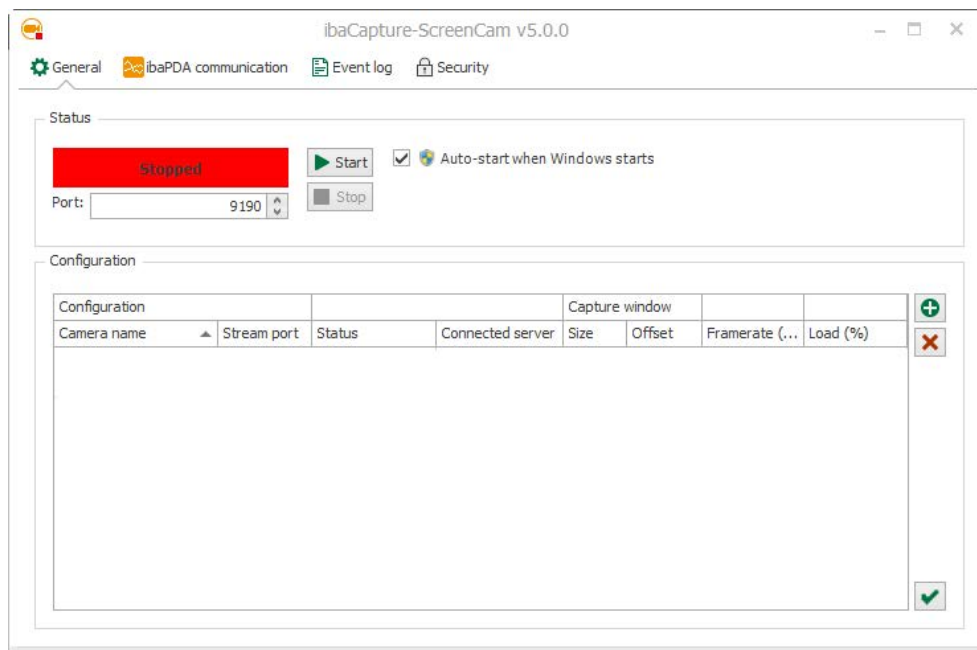 ibaCapture-ScreenCam v5.0.0
General ibaPDA communication Event log Security
Status
Stopped
Start
Auto-start when Windows starts
Port: 9190
Stop
Configuration
Configuration Capture window
Camera name Stream port Status Connected server Size Offset Framerate (... Load (%)